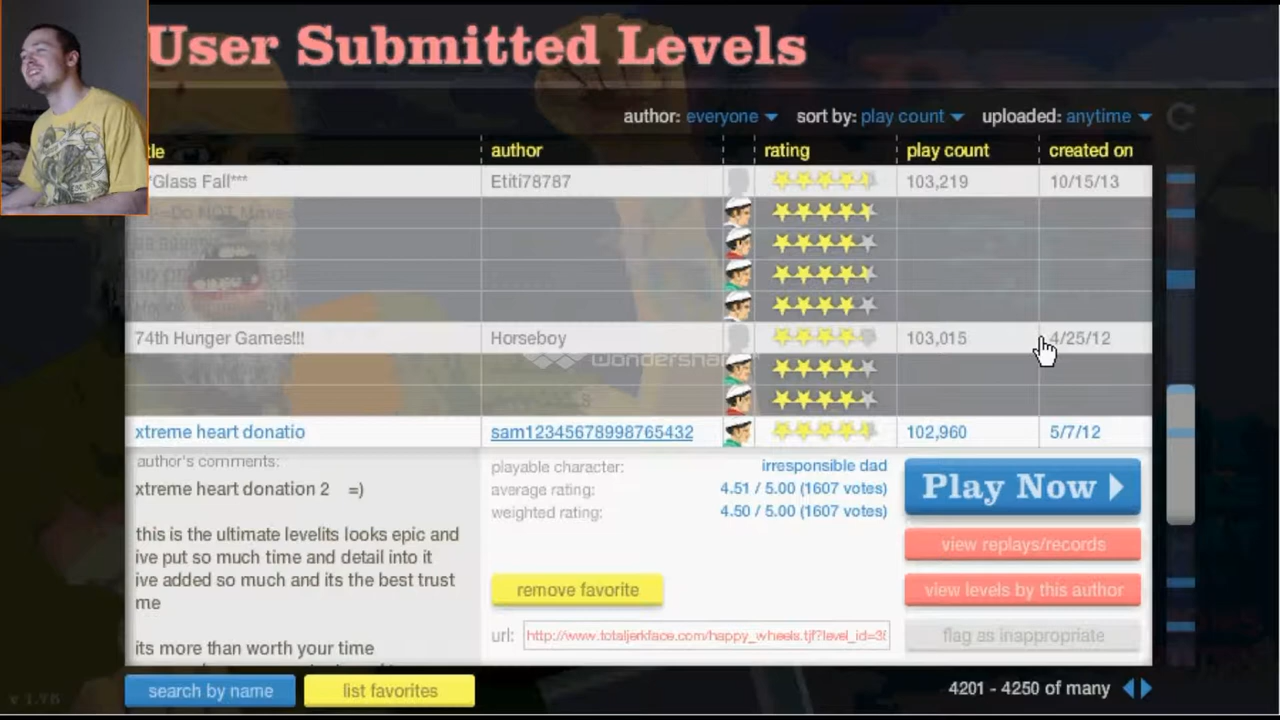 User Submitted Levels
author: everyone sort by: play count uploaded: anytime
tle author rating play count created on
*Glass Fall*** Etiti78787 103,219 10/15/13
74th Hunger Games!!! Horseboy 103,015 4/25/12
xtreme heart donatio sam12345678998765432 102,960 5/7/12
author's comments:
xtreme heart donation 2 =)
this is the ultimate levelits looks epic and
ive put so much time and detail into it
ive added so much and its the best trust
me
its more than worth your time
playable character: irresponsible dad
average rating: 4.51 / 5.00 (1607 votes)
weighted rating: 4.50 / 5.00 (1607 votes)
remove favorite
url: http://www.totaljerkface.com/happy_wheels.tjf?level_id=3
Play Now
view replays/records
view levels by this author
flag as inappropriate
search by name list favorites
4201 - 4250 of many